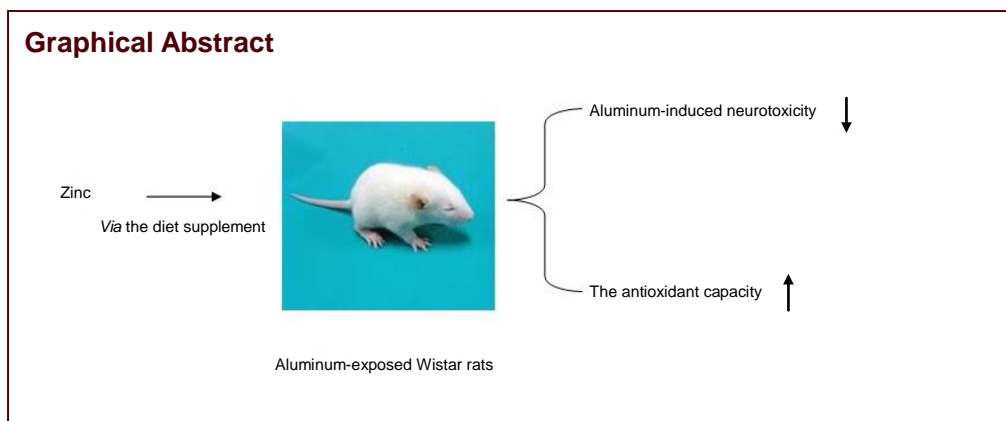 Graphical Abstract
Aluminum-induced neurotoxicity
Zinc
Via the diet supplement
The antioxidant capacity
Aluminum-exposed Wistar rats